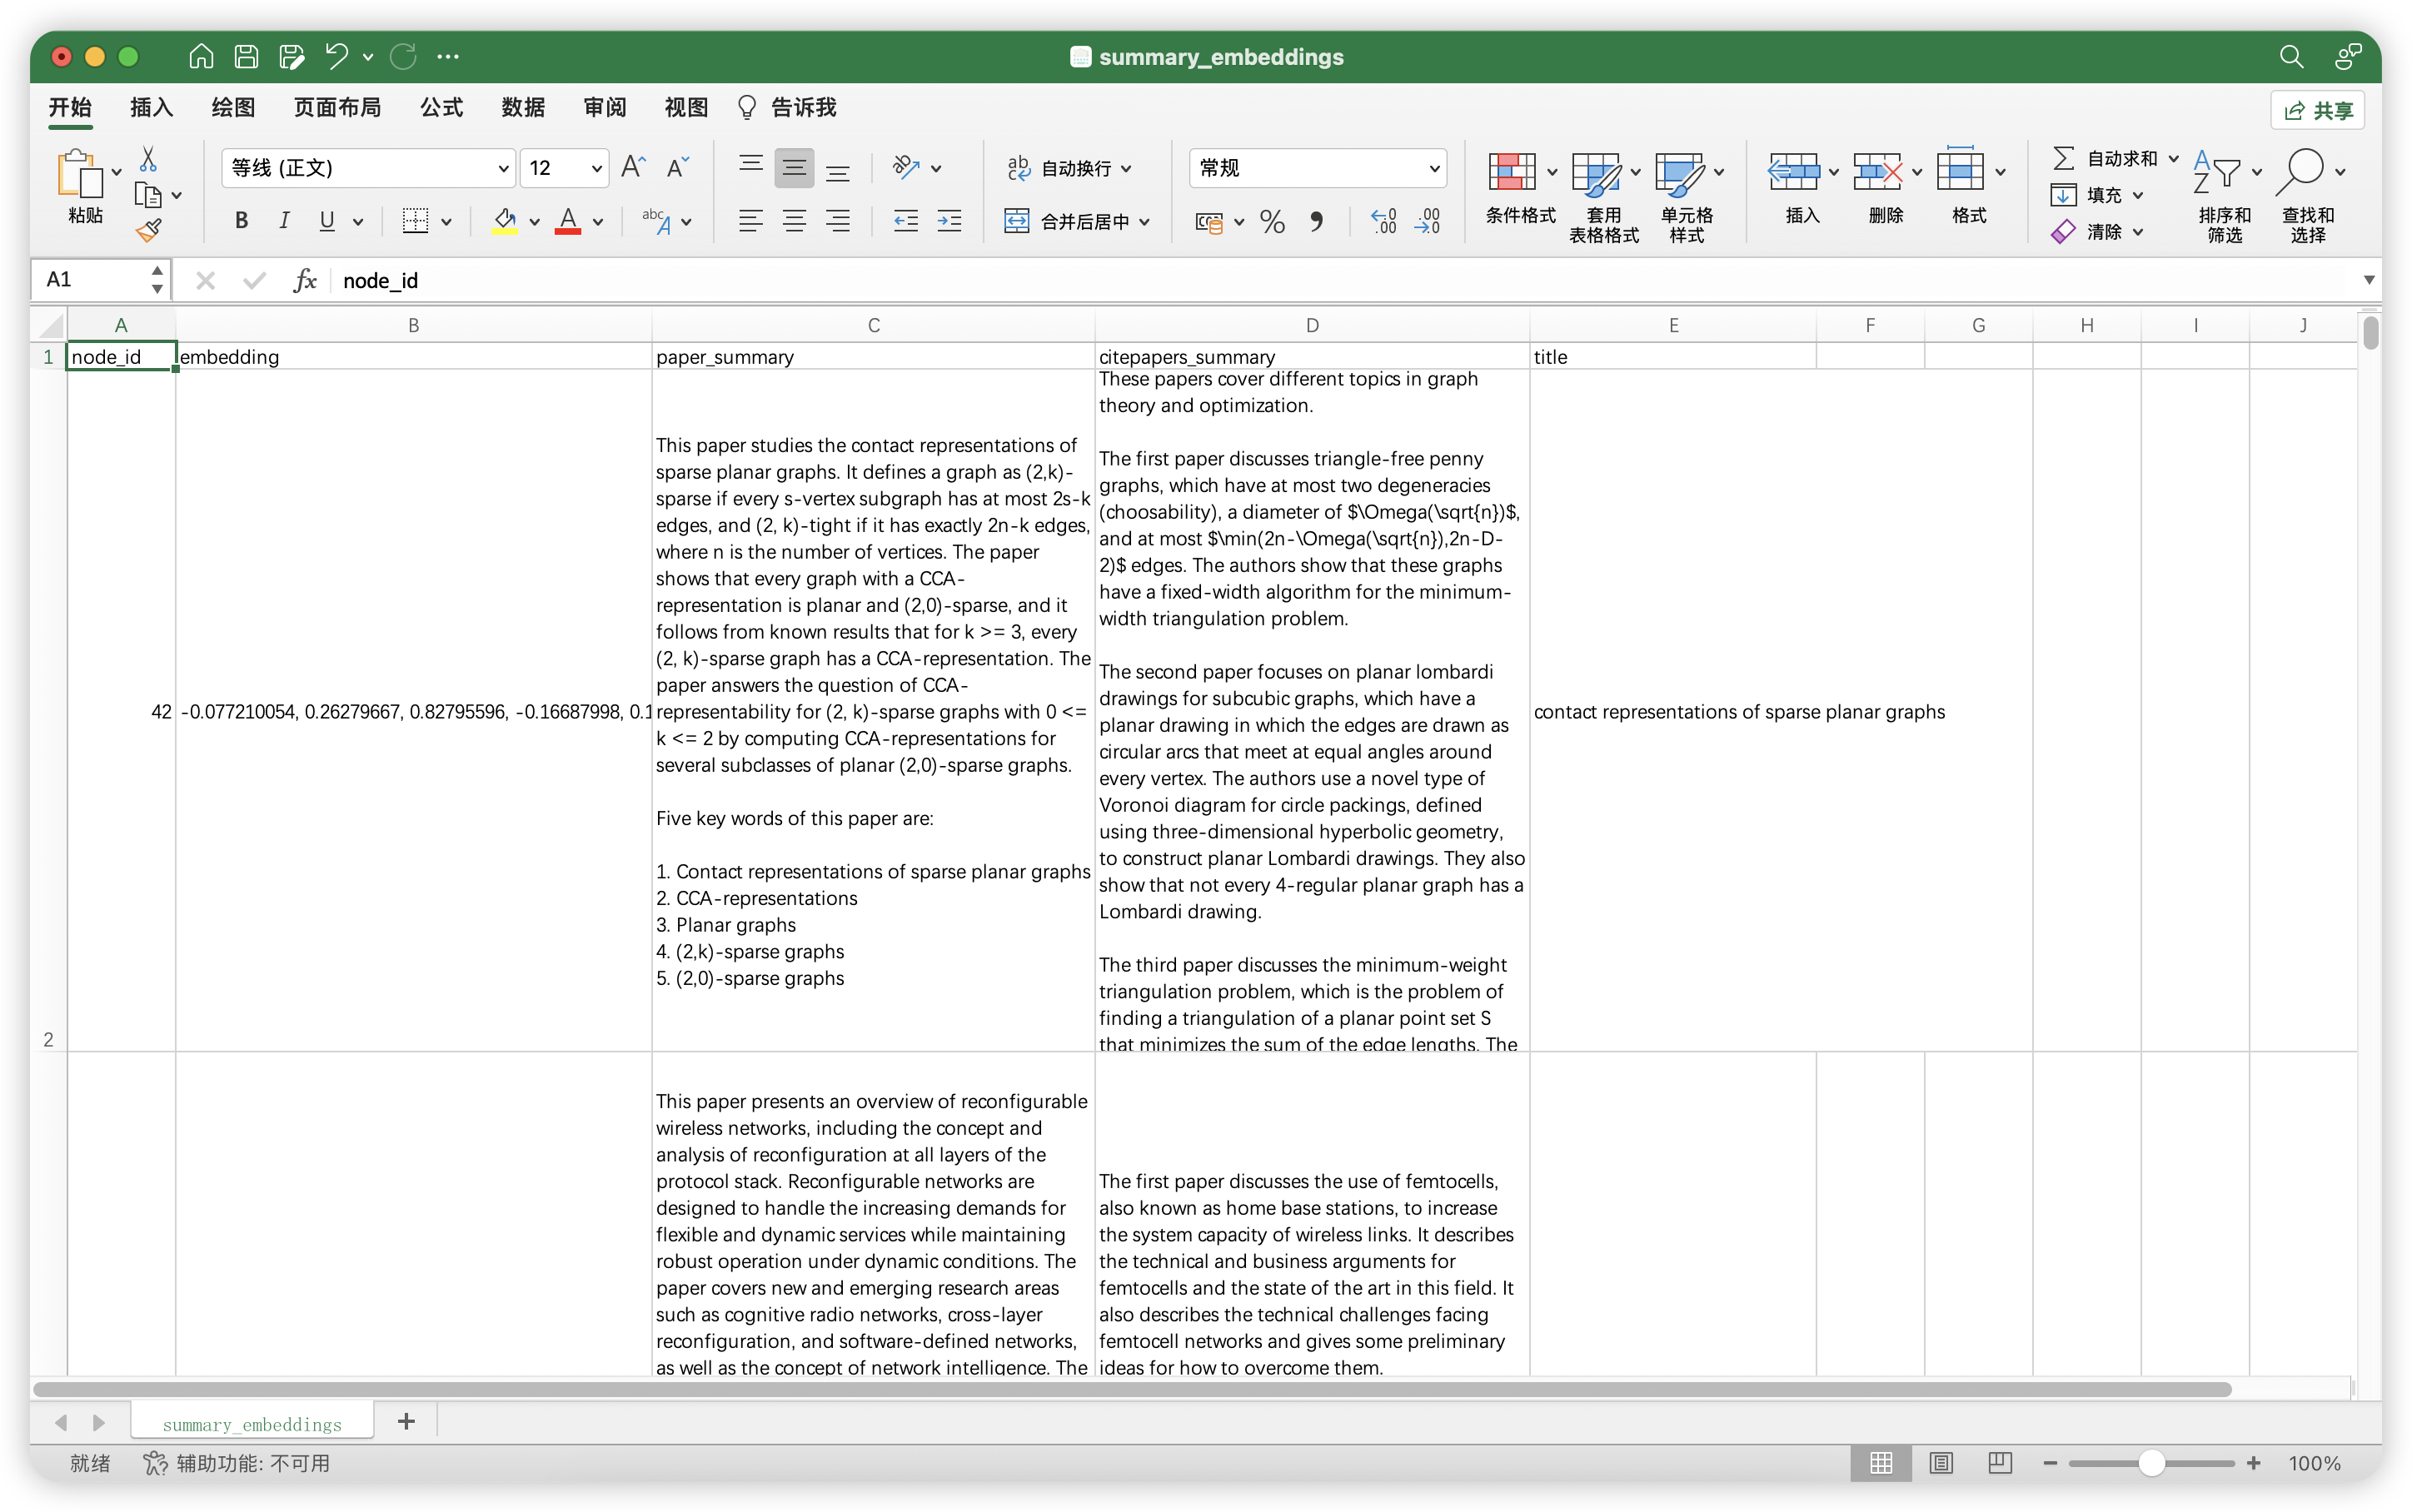 summary_embeddings
开始 插入 绘图 页面布局 公式 数据 审阅 视图 告诉我 共享
粘贴
等线 (正文) 12
自动换行
合并后居中
常规
条件格式
套用
表格格式
单元格
样式
插入
删除
格式
自动求和
填充
清除
排序和
筛选
查找和
选择
A1 fx node_id
A B C D E F G H I J
1 node_id embedding paper_summary citepapers_summary title
2
42
-0.077210054, 0.26279667, 0.82795596, -0.16687998, 0.1
This paper studies the contact representations of
sparse planar graphs. It defines a graph as (2,k)-
sparse if every s-vertex subgraph has at most 2s-k
edges, and (2, k)-tight if it has exactly 2n-k edges,
where n is the number of vertices. The paper
shows that every graph with a CCA-
representation is planar and (2,0)-sparse, and it
follows from known results that for k >= 3, every
(2, k)-sparse graph has a CCA-representation. The
paper answers the question of CCA-
representability for (2, k)-sparse graphs with 0 <=
k <= 2 by computing CCA-representations for
several subclasses of planar (2,0)-sparse graphs.
Five key words of this paper are:
1. Contact representations of sparse planar graphs
2. CCA-representations
3. Planar graphs
4. (2,k)-sparse graphs
5. (2,0)-sparse graphs
These papers cover different topics in graph
theory and optimization.
The first paper discusses triangle-free penny
graphs, which have at most two degeneracies
(choosability), a diameter of $\Omega(\sqrt{n})$,
and at most $\min(2n-\Omega(\sqrt{n}),2n-D-
2)$ edges. The authors show that these graphs
have a fixed-width algorithm for the minimum-
width triangulation problem.
The second paper focuses on planar lombardi
drawings for subcubic graphs, which have a
planar drawing in which the edges are drawn as
circular arcs that meet at equal angles around
every vertex. The authors use a novel type of
Voronoi diagram for circle packings, defined
using three-dimensional hyperbolic geometry,
to construct planar Lombardi drawings. They also
show that not every 4-regular planar graph has a
Lombardi drawing.
The third paper discusses the minimum-weight
triangulation problem, which is the problem of
finding a triangulation of a planar point set S
that minimizes the sum of the edge lengths. The
contact representations of sparse planar graphs
This paper presents an overview of reconfigurable
wireless networks, including the concept and
analysis of reconfiguration at all layers of the
protocol stack. Reconfigurable networks are
designed to handle the increasing demands for
flexible and dynamic services while maintaining
robust operation under dynamic conditions. The
paper covers new and emerging research areas
such as cognitive radio networks, cross-layer
reconfiguration, and software-defined networks,
as well as the concept of network intelligence. The
The first paper discusses the use of femtocells,
also known as home base stations, to increase
the system capacity of wireless links. It describes
the technical and business arguments for
femtocells and the state of the art in this field. It
also describes the technical challenges facing
femtocell networks and gives some preliminary
ideas for how to overcome them.
summary_embeddings
就绪 辅助功能: 不可用 100%